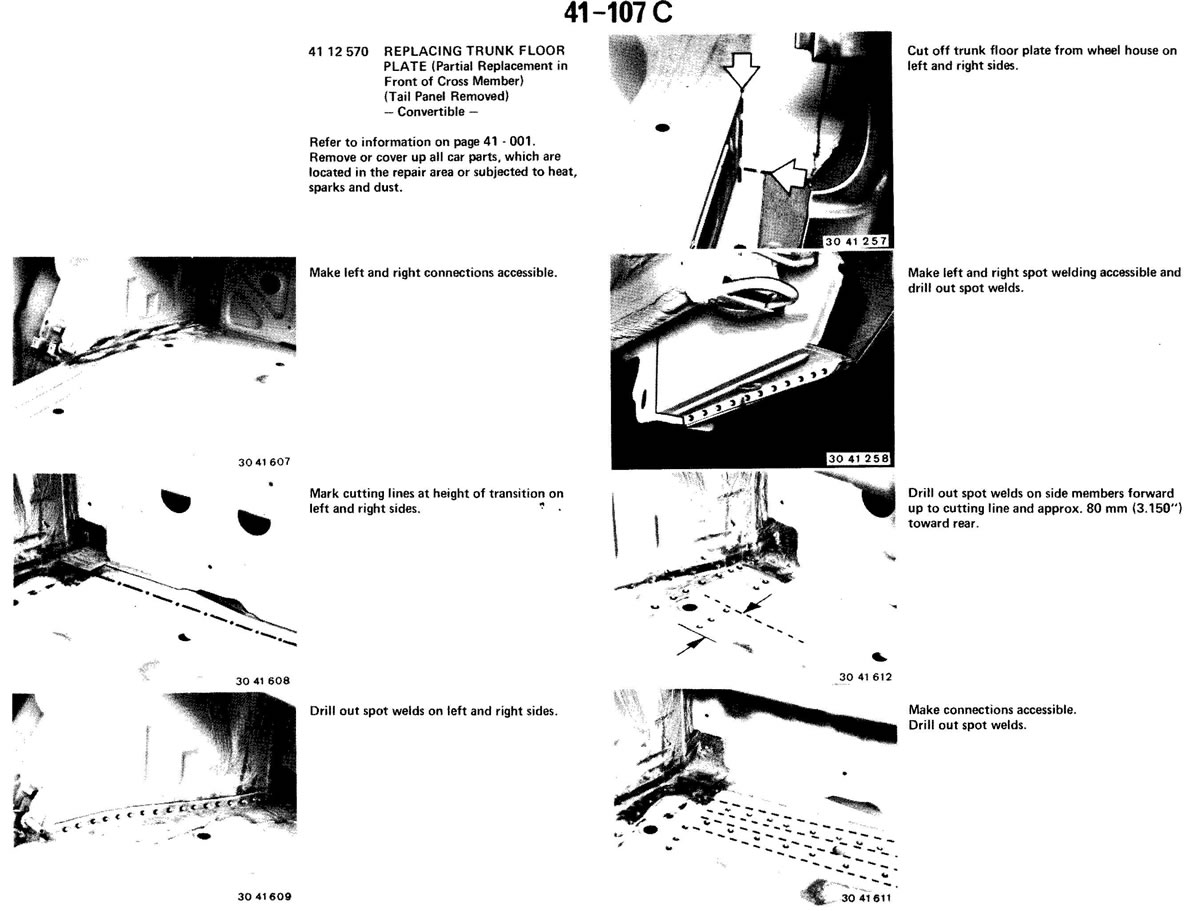 41-107 C
41 12 570 REPLACING TRUNK FLOOR
PLATE (Partial Replacement in
Front of Cross Member)
(Tail Panel Removed)
— Convertible —
Refer to information on page 41 - 001.
Remove or cover up all car parts, which are
located in the repair area or subjected to heat,
sparks and dust.
Make left and right connections accessible.
30 41 607
Mark cutting lines at height of transition on
left and right sides.
30 41 608
Drill out spot welds on left and right sides.
30 41 609
Cut off trunk floor plate from wheel house on
left and right sides.
30 41 257
Make left and right spot welding accessible and
drill out spot welds.
30 41 258
Drill out spot welds on side members forward
up to cutting line and approx. 80 mm (3.150")
toward rear.
30 41 612
Make connections accessible.
Drill out spot welds.
30 41 611